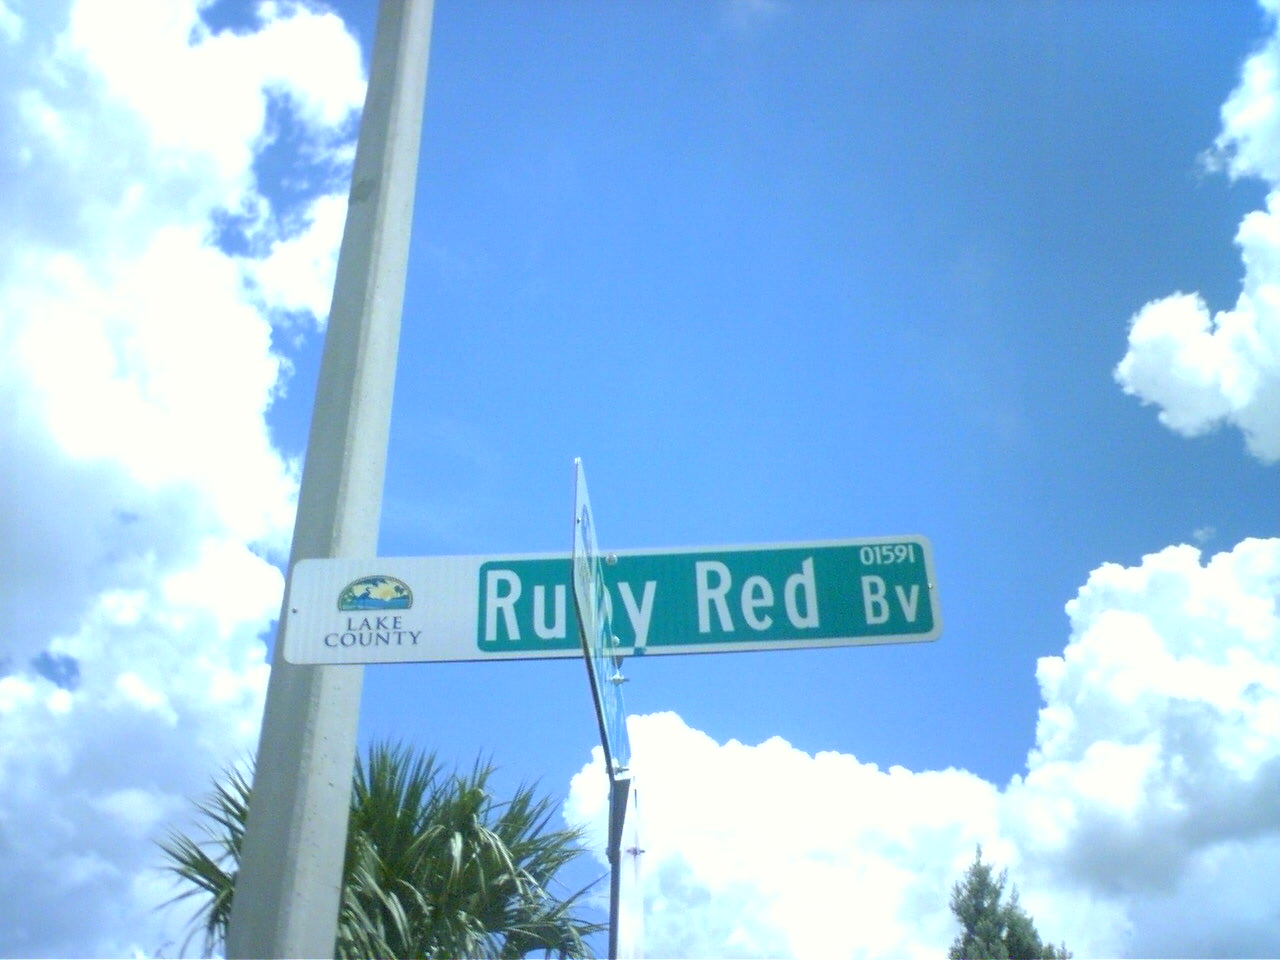 LAKE
COUNTY
Ruby Red Bv
01591